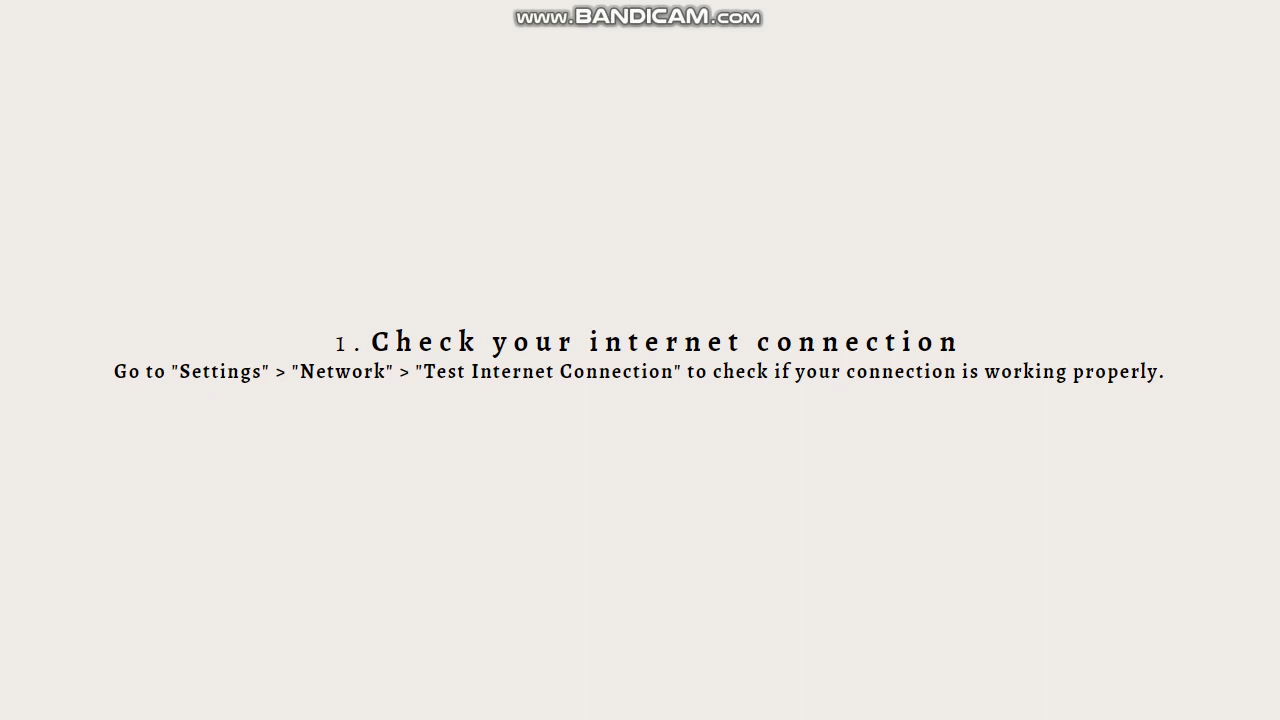 www.BANDICAM.com
1. Check your internet connection
Go to "Settings" > "Network" > "Test Internet Connection" to check if your connection is working properly.